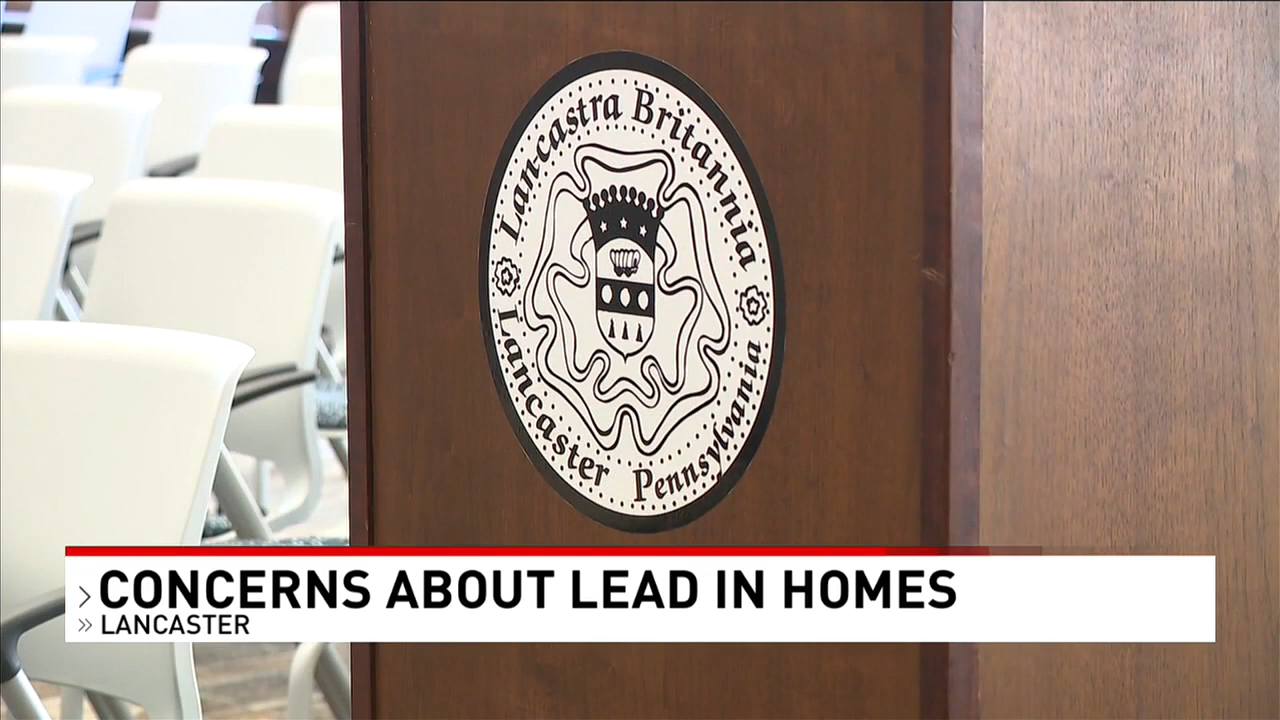 Lancastra Britannia
Lancaster Pennsylvania
CONCERNS ABOUT LEAD IN HOMES
LANCASTER